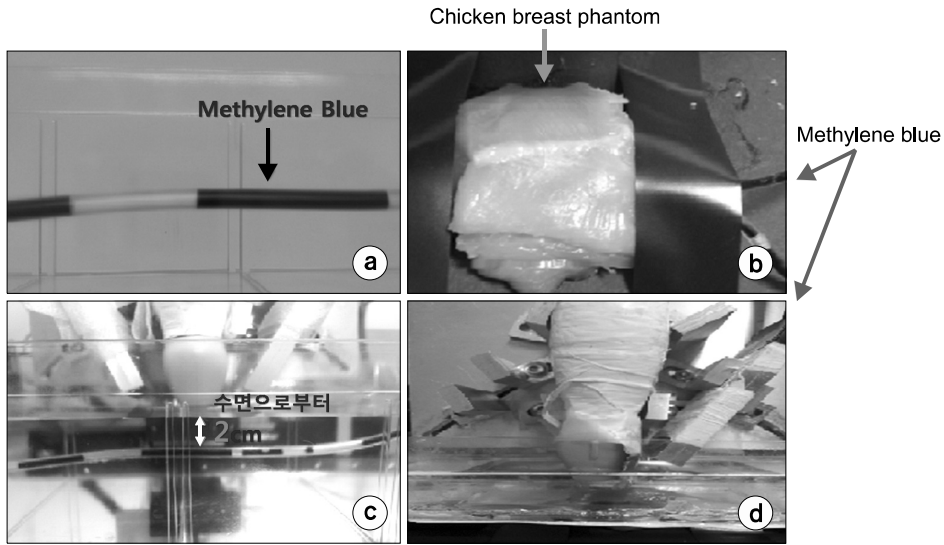 Chicken breast phantom
Methylene Blue
Methylene blue
a
b
수면으로부터
2cm
c
d